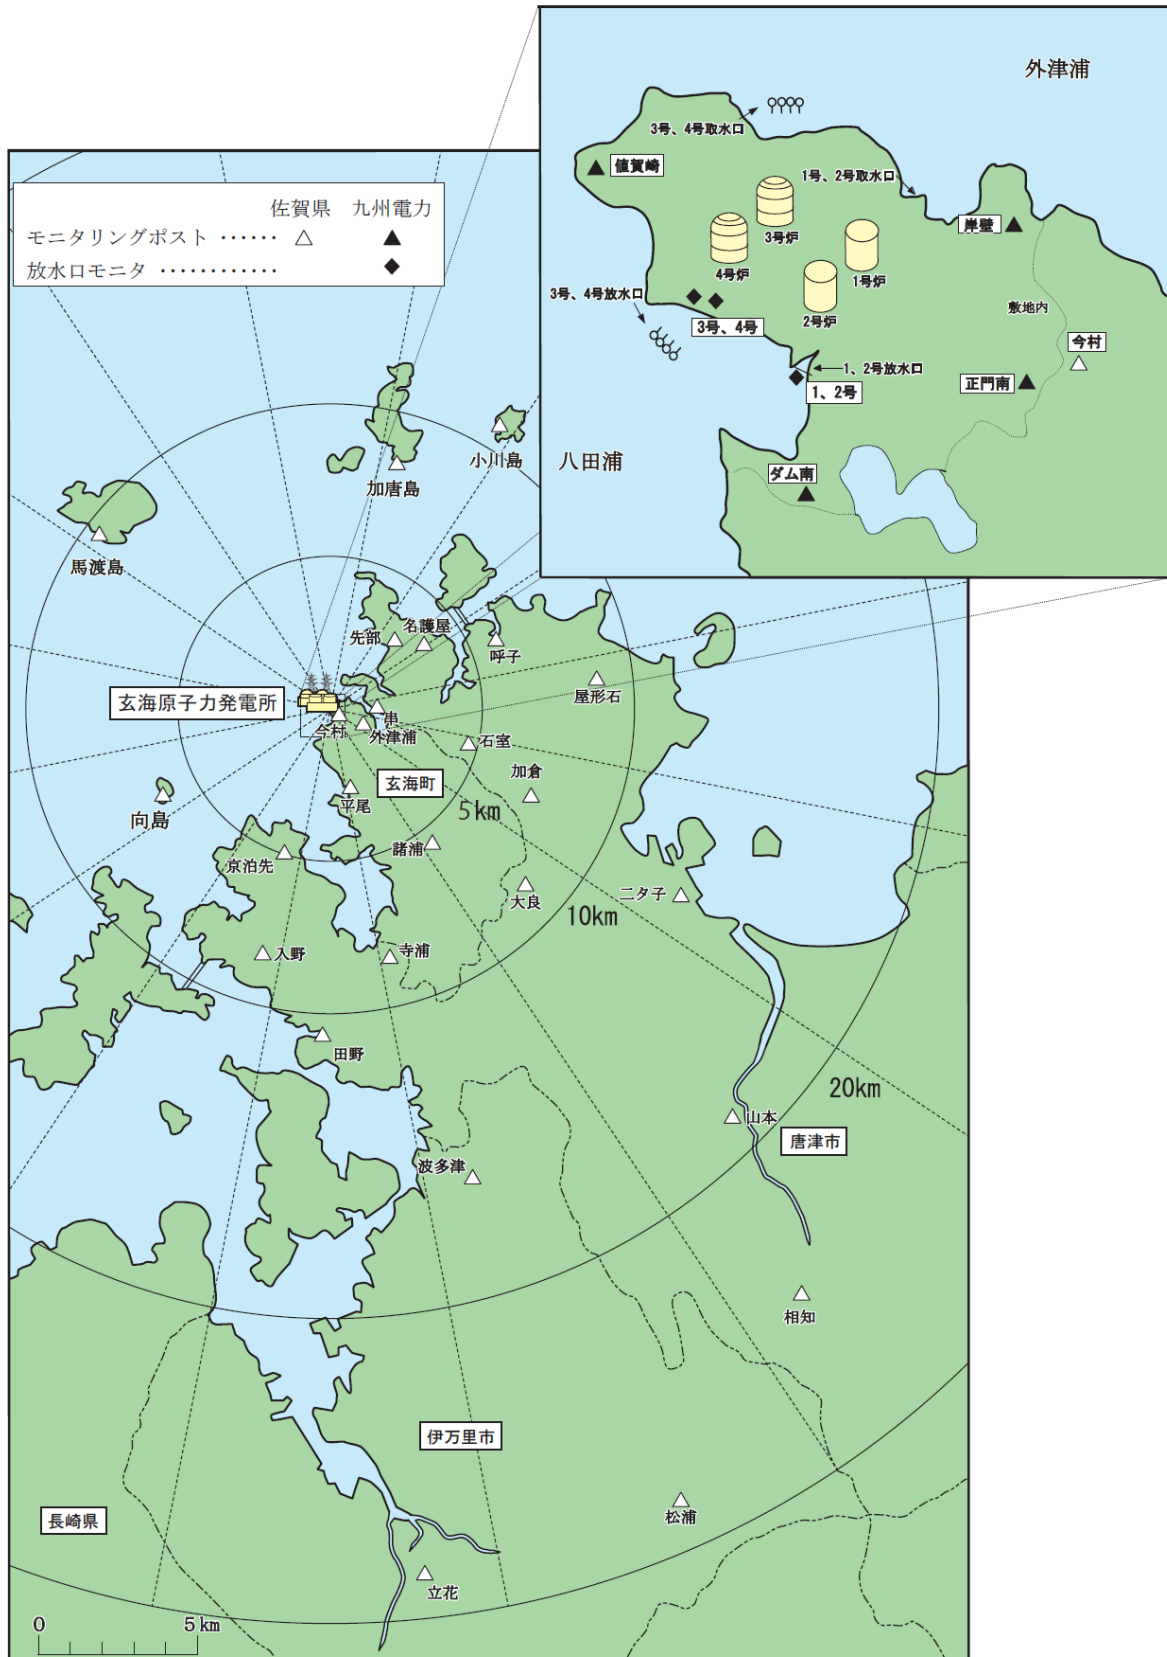 外津浦
3号、4号取水口
値賀崎
1号、2号取水口
岸壁
3号炉
4号炉
1号炉
2号炉
3号、4号放水口
3号、4号
敷地内
今村
1、2号放水口
1、2号
正門南
八田浦
ダム南
佐賀県 九州電力
モニタリングポスト ‥‥‥ △ ▲
放水口モニタ ‥‥‥‥‥‥ ◆
小川島
加唐島
馬渡島
先部
名護屋
呼子
屋形石
玄海原子力発電所
串
今村
外津浦
石室
加倉
玄海町
平尾
5km
向島
諸浦
京泊先
大良
二タ子
10km
入野
寺浦
田野
20km
山本
唐津市
波多津
相知
伊万里市
松浦
長崎県
立花
0 5km